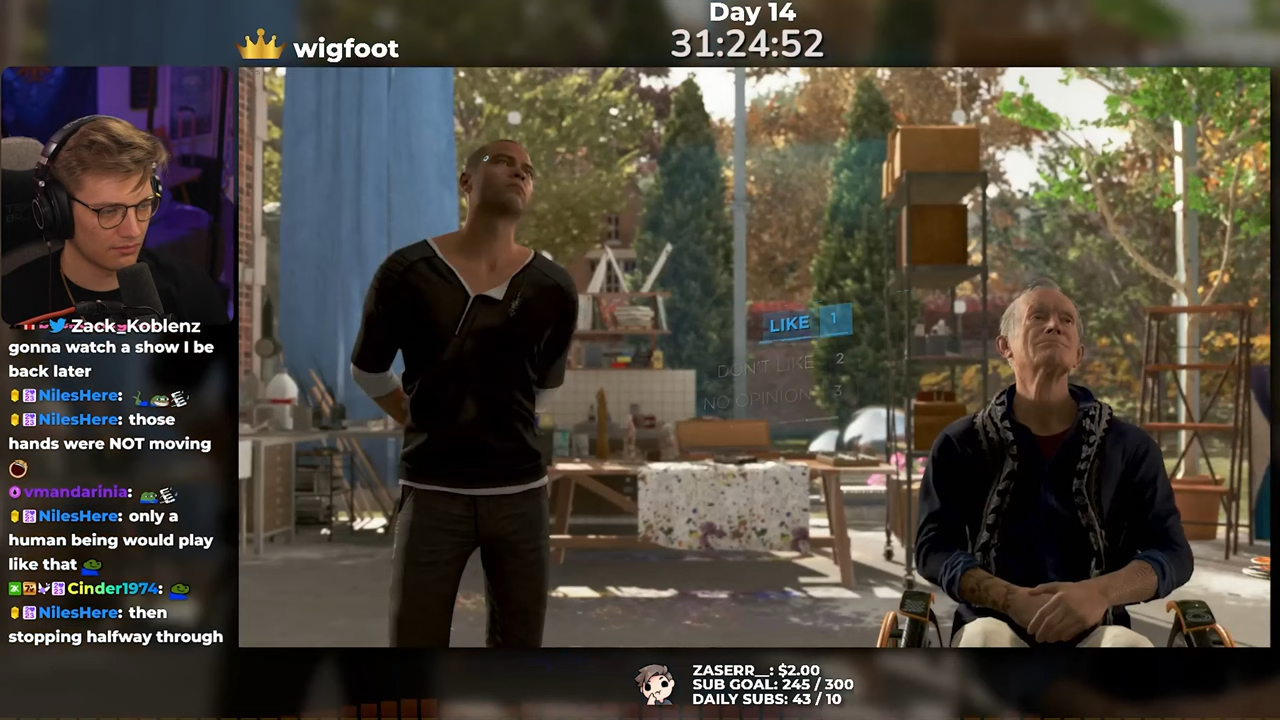 Day 14
31:24:52
wigfoot
Zack_Koblenz
gonna watch a show I be
back later
NilesHere:
NilesHere: those
hands were NOT moving
vmandarinia:
NilesHere: only a
human being would play
like that
Cinder1974:
NilesHere: then
stopping halfway through
LIKE 1
DON'T LIKE 2
NO OPINION 3
ZASERR__: $2.00
SUB GOAL: 245 / 300
DAILY SUBS: 43 / 10